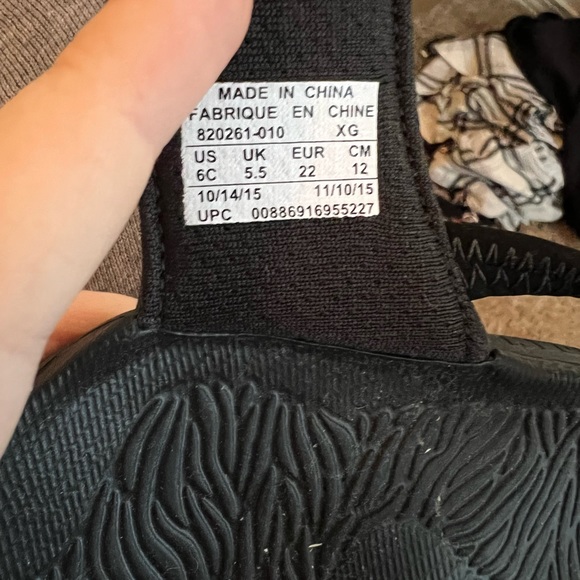 MADE IN CHINA
FABRIQUE EN CHINE
820261-010 XG
US UK EUR CM
6C 5.5 22 12
10/14/15 11/10/15
UPC 00886916955227